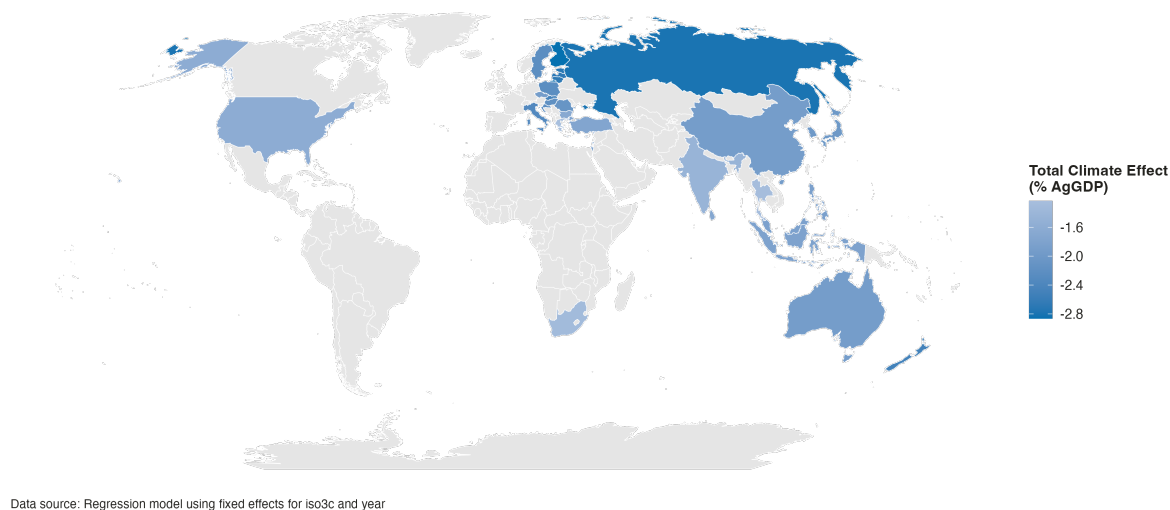 Total Climate Effect
(% AgGDP)
-1.6
-2.0
-2.4
-2.8
Data source: Regression model using fixed effects for iso3c and year